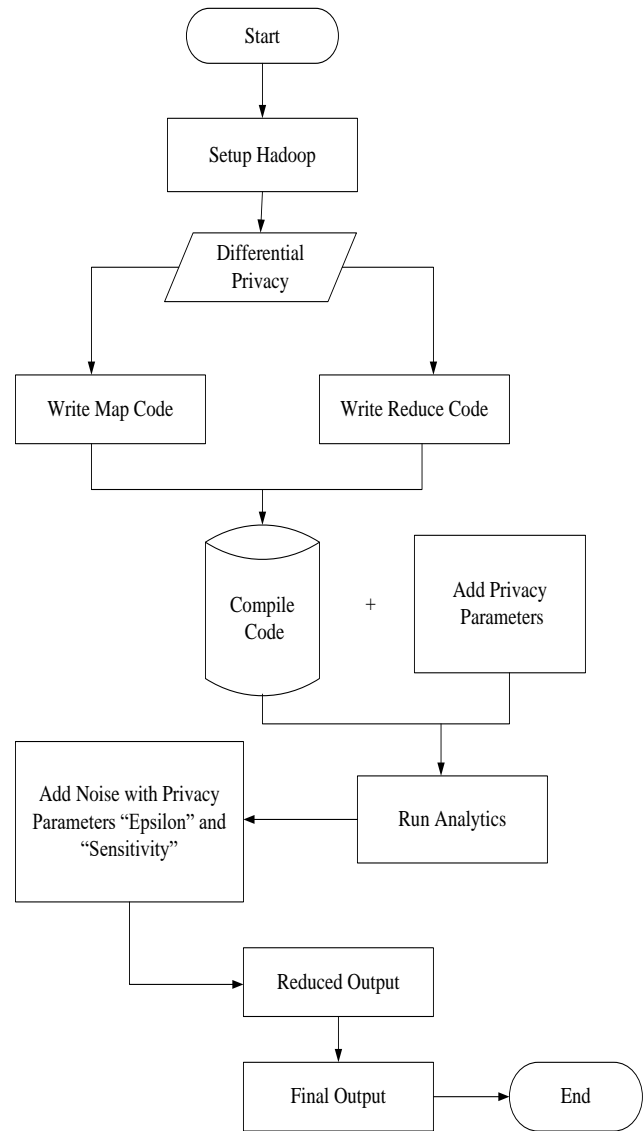 Start
Setup Hadoop
Differential
Privacy
Write Map Code
Write Reduce Code
Compile
Code
+
Add Privacy
Parameters
Add Noise with Privacy
Parameters “Epsilon” and
“Sensitivity”
Run Analytics
Reduced Output
Final Output
End